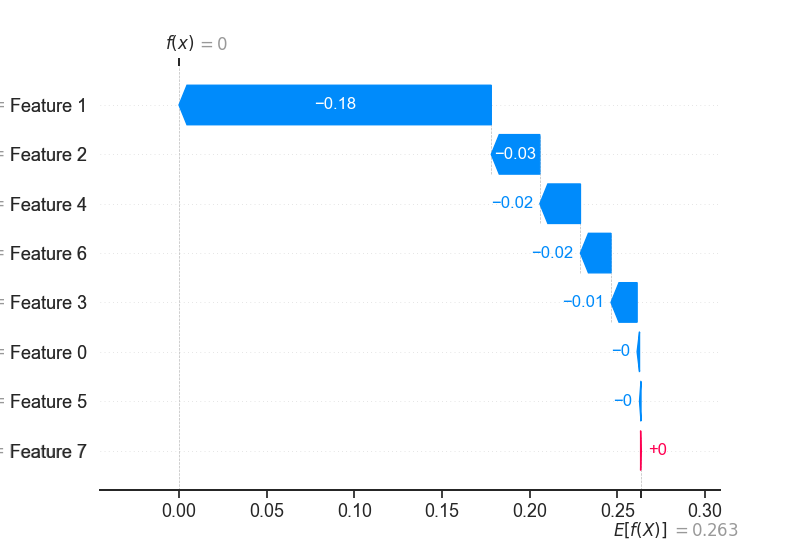 f(x) = 0
= Feature 1 −0.18
= Feature 2 −0.03
= Feature 4 −0.02
= Feature 6 −0.02
= Feature 3 −0.01
= Feature 0 −0
= Feature 5 −0
= Feature 7 +0
0.00 0.05 0.10 0.15 0.20 0.25 0.30
E[f(X)] = 0.263